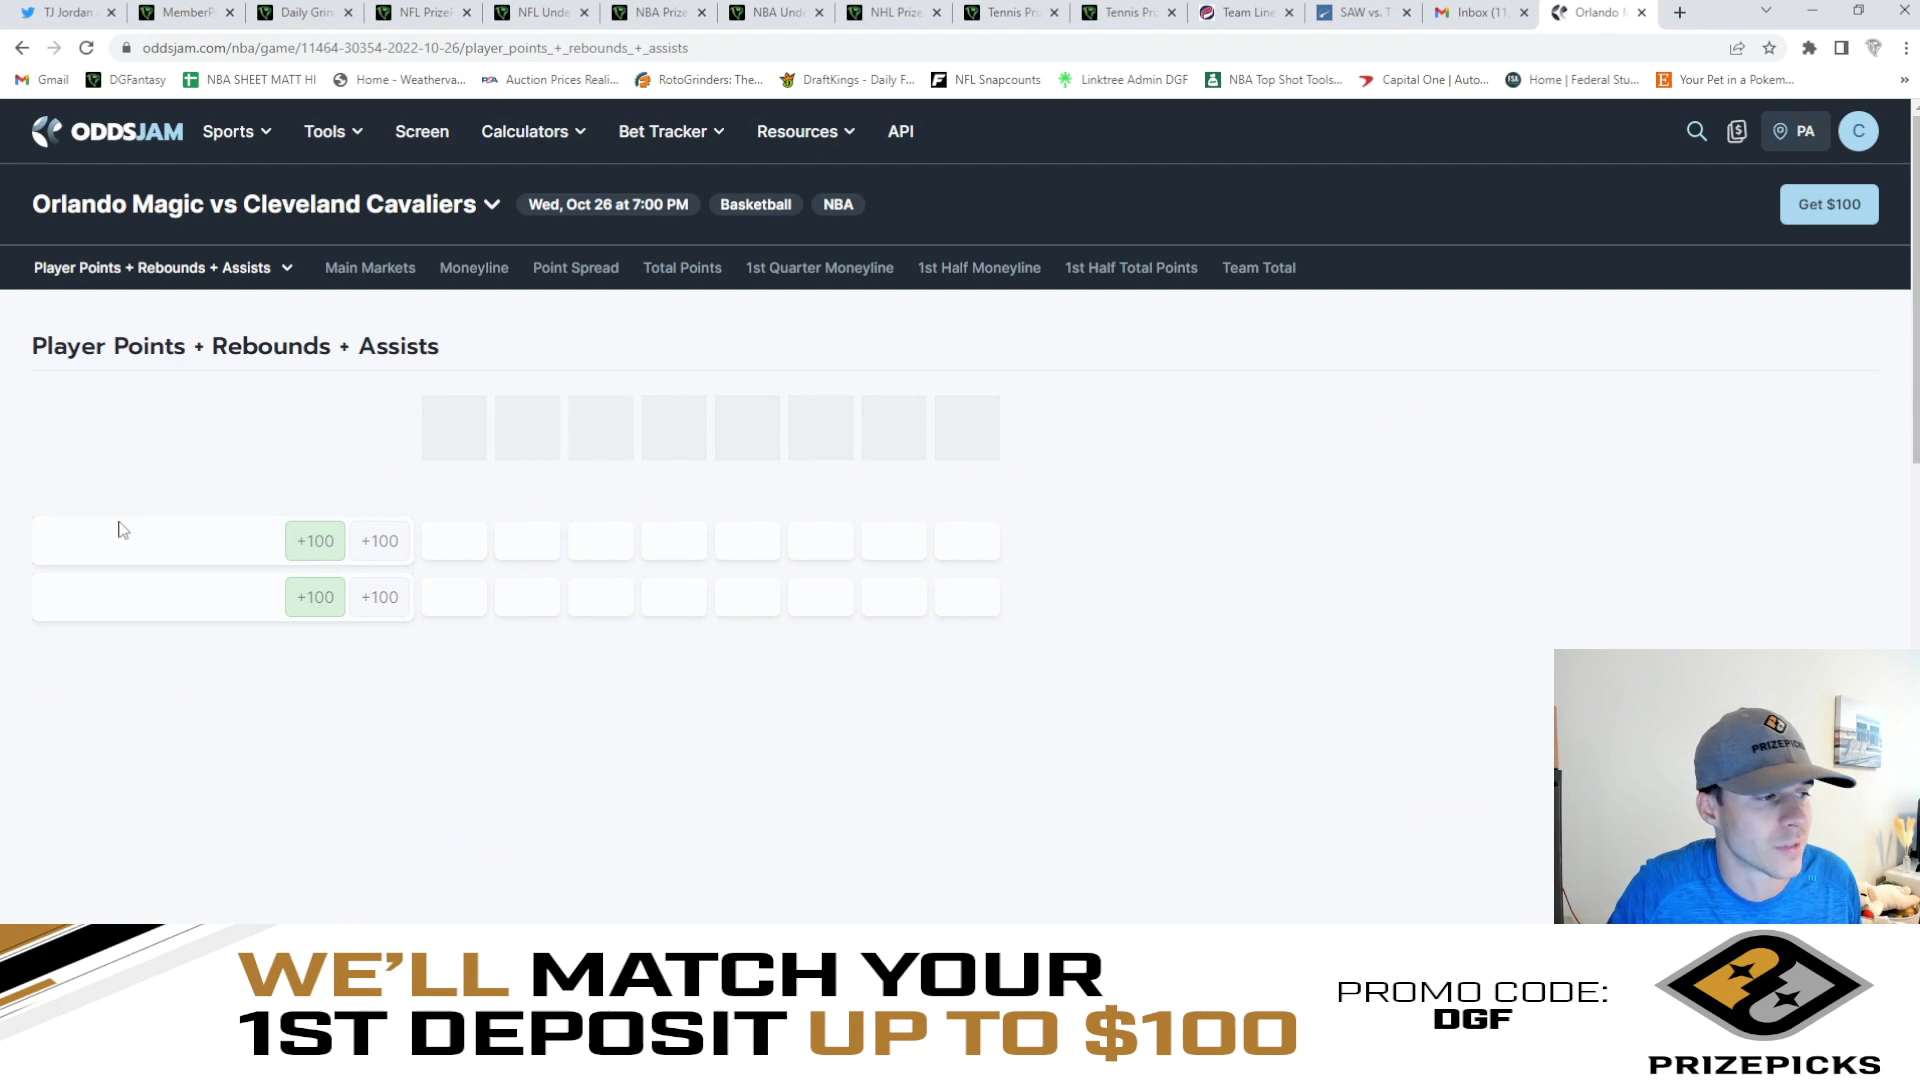 TJ Jordan
MemberP
Daily Grin
NFL PrizeP
NFL Unde
NBA Prize
NBA Und
NHL Prize
Tennis Pri
Tennis Pri
Team Line
SAW vs. T
Inbox (11
Orlando M
oddsjam.com/nba/game/11464-30354-2022-10-26/player_points_+_rebounds_+_assists
Gmail
DGFantasy
NBA SHEET MATT HI
Home - Weatherva...
PSA
Auction Prices Reali...
RotoGrinders: The...
DraftKings - Daily F...
NFL Snapcounts
Linktree Admin DGF
NBA Top Shot Tools...
Capital One | Auto...
FSA
Home | Federal Stu...
E
Your Pet in a Pokem...
»
ODDSJAM
Sports
Tools
Screen
Calculators
Bet Tracker
Resources
API
PA
C
Orlando Magic vs Cleveland Cavaliers
Wed, Oct 26 at 7:00 PM
Basketball
NBA
Get $100
Player Points + Rebounds + Assists
Main Markets
Moneyline
Point Spread
Total Points
1st Quarter Moneyline
1st Half Moneyline
1st Half Total Points
Team Total
Player Points + Rebounds + Assists
+100 +100
+100 +100
PRIZEPICKS
WE'LL MATCH YOUR
1ST DEPOSIT UP TO $100
PROMO CODE:
DGF
PRIZEPICKS